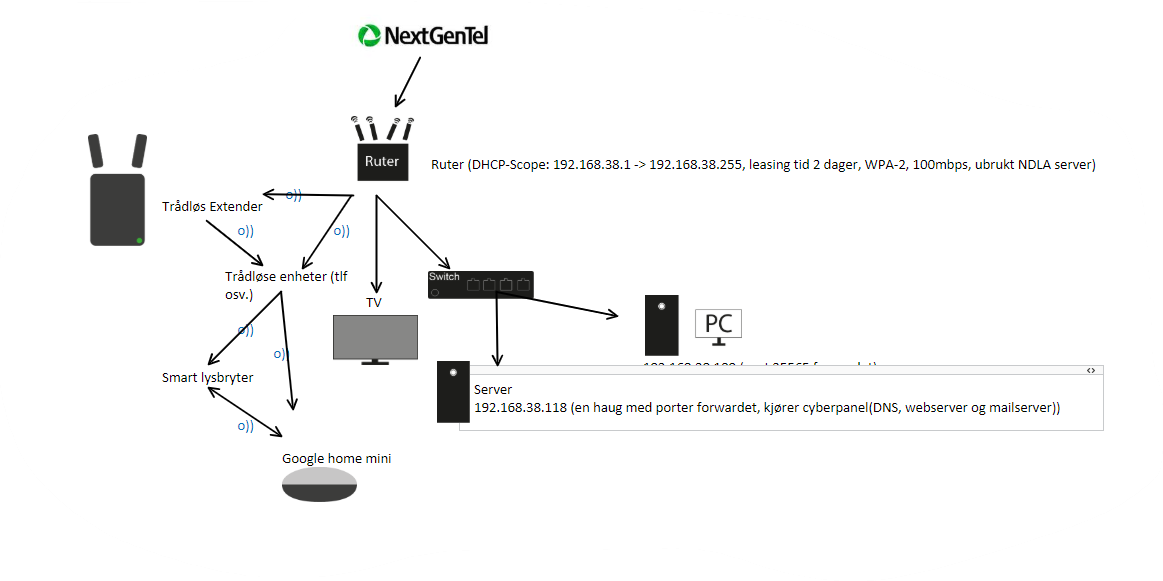 NextGenTel
Ruter
Ruter (DHCP-Scope: 192.168.38.1 -> 192.168.38.255, leasing tid 2 dager, WPA-2, 100mbps, ubrukt NDLA server)
o))
Trådløs Extender
o))
o))
Trådløse enheter (tlf
osv.)
Switch
TV
PC
o))
o))
Smart lysbryter
Server
192.168.38.118 (en haug med porter forwardet, kjører cyberpanel(DNS, webserver og mailserver))
o))
Google home mini